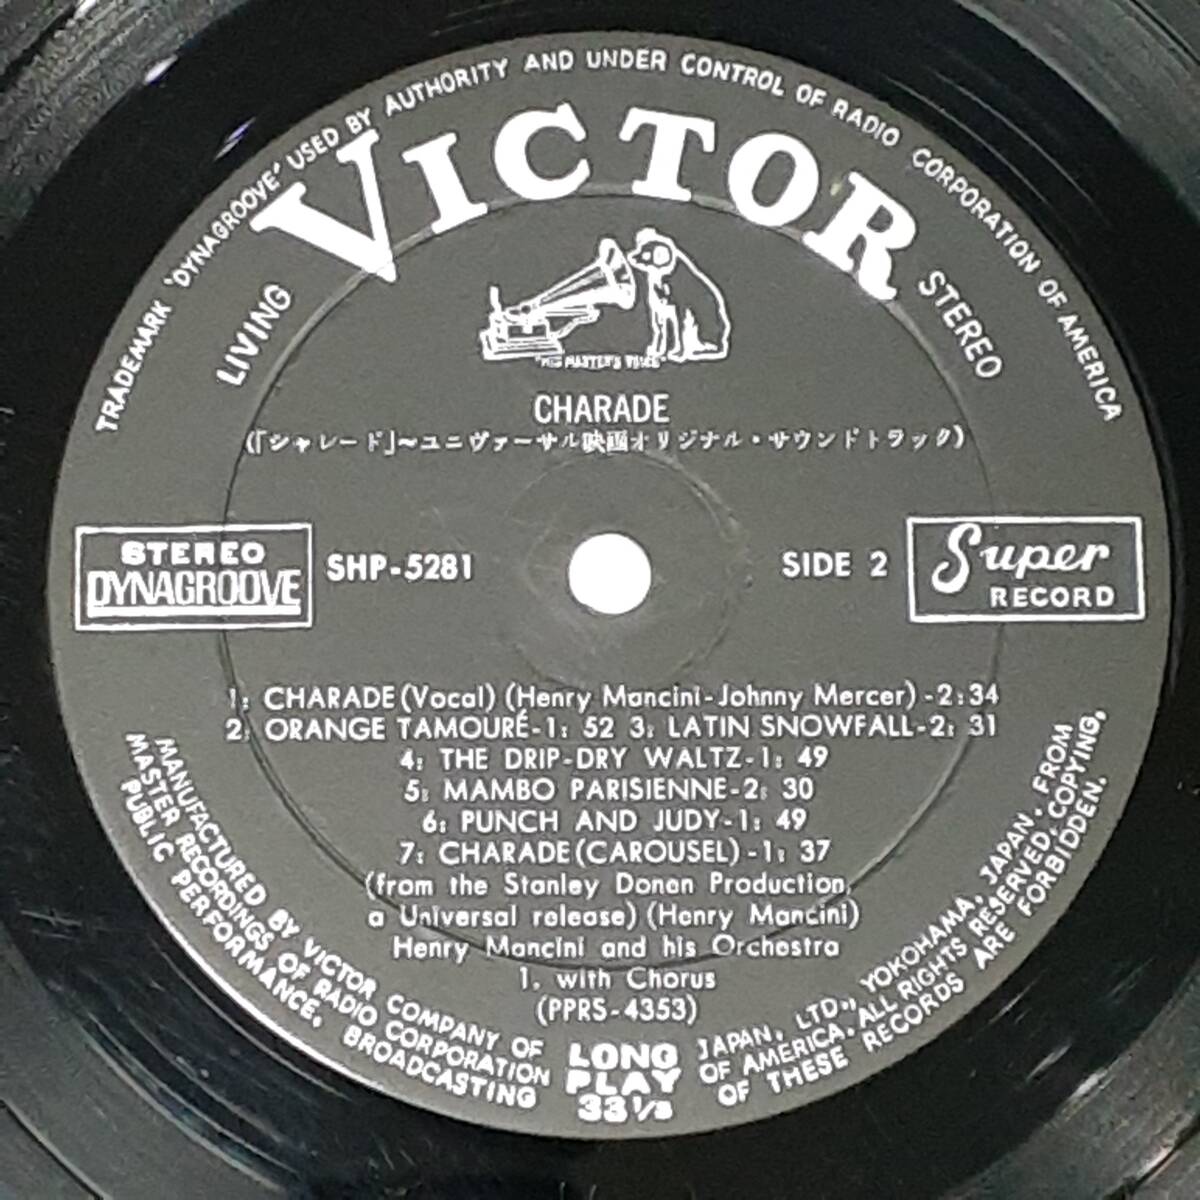 TRADEMARK 'DYNAGROOVE' USED BY AUTHORITY AND UNDER CONTROL OF RADIO CORPORATION OF AMERICA
VICTOR
LIVING STEREO
"HIS MASTER'S VOICE"
CHARADE
(「シャレード」～ユニヴァーサル映画オリジナル・サウンドトラック)
STEREO
DYNAGROOVE
SHP-5281
SIDE 2
Super
RECORD
1: CHARADE (Vocal) (Henry Mancini-Johnny Mercer) -2:34
2: ORANGE TAMOURÉ-1: 52 3: LATIN SNOWFALL-2: 31
4: THE DRIP-DRY WALTZ-1: 49
5: MAMBO PARISIENNE-2: 30
6: PUNCH AND JUDY-1: 49
7: CHARADE (CAROUSEL) -1: 37
(from the Stanley Donen Production,
a Universal release) (Henry Mancini)
Henry Mancini and his Orchestra
1. with Chorus
(PPRS-4353)
LONG
PLAY
33 1/3
MANUFACTURED BY VICTOR COMPANY OF JAPAN, LTD., YOKOHAMA, JAPAN, FROM
MASTER RECORDINGS OF RADIO CORPORATION OF AMERICA. ALL RIGHTS RESERVED, COPYING,
PUBLIC PERFORMANCE, BROADCASTING OF THESE RECORDS ARE FORBIDDEN.